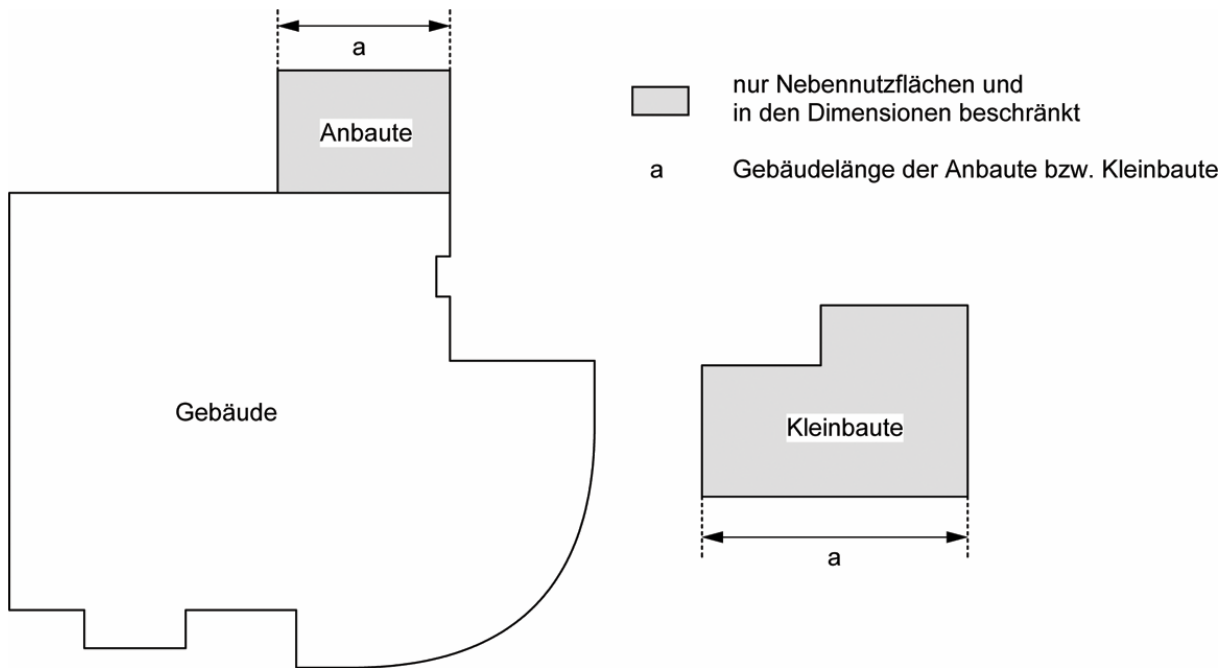 a
Anbaute
nur Nebennutzflächen und
in den Dimensionen beschränkt
a Gebäudelänge der Anbaute bzw. Kleinbaute
Gebäude
Kleinbaute
a